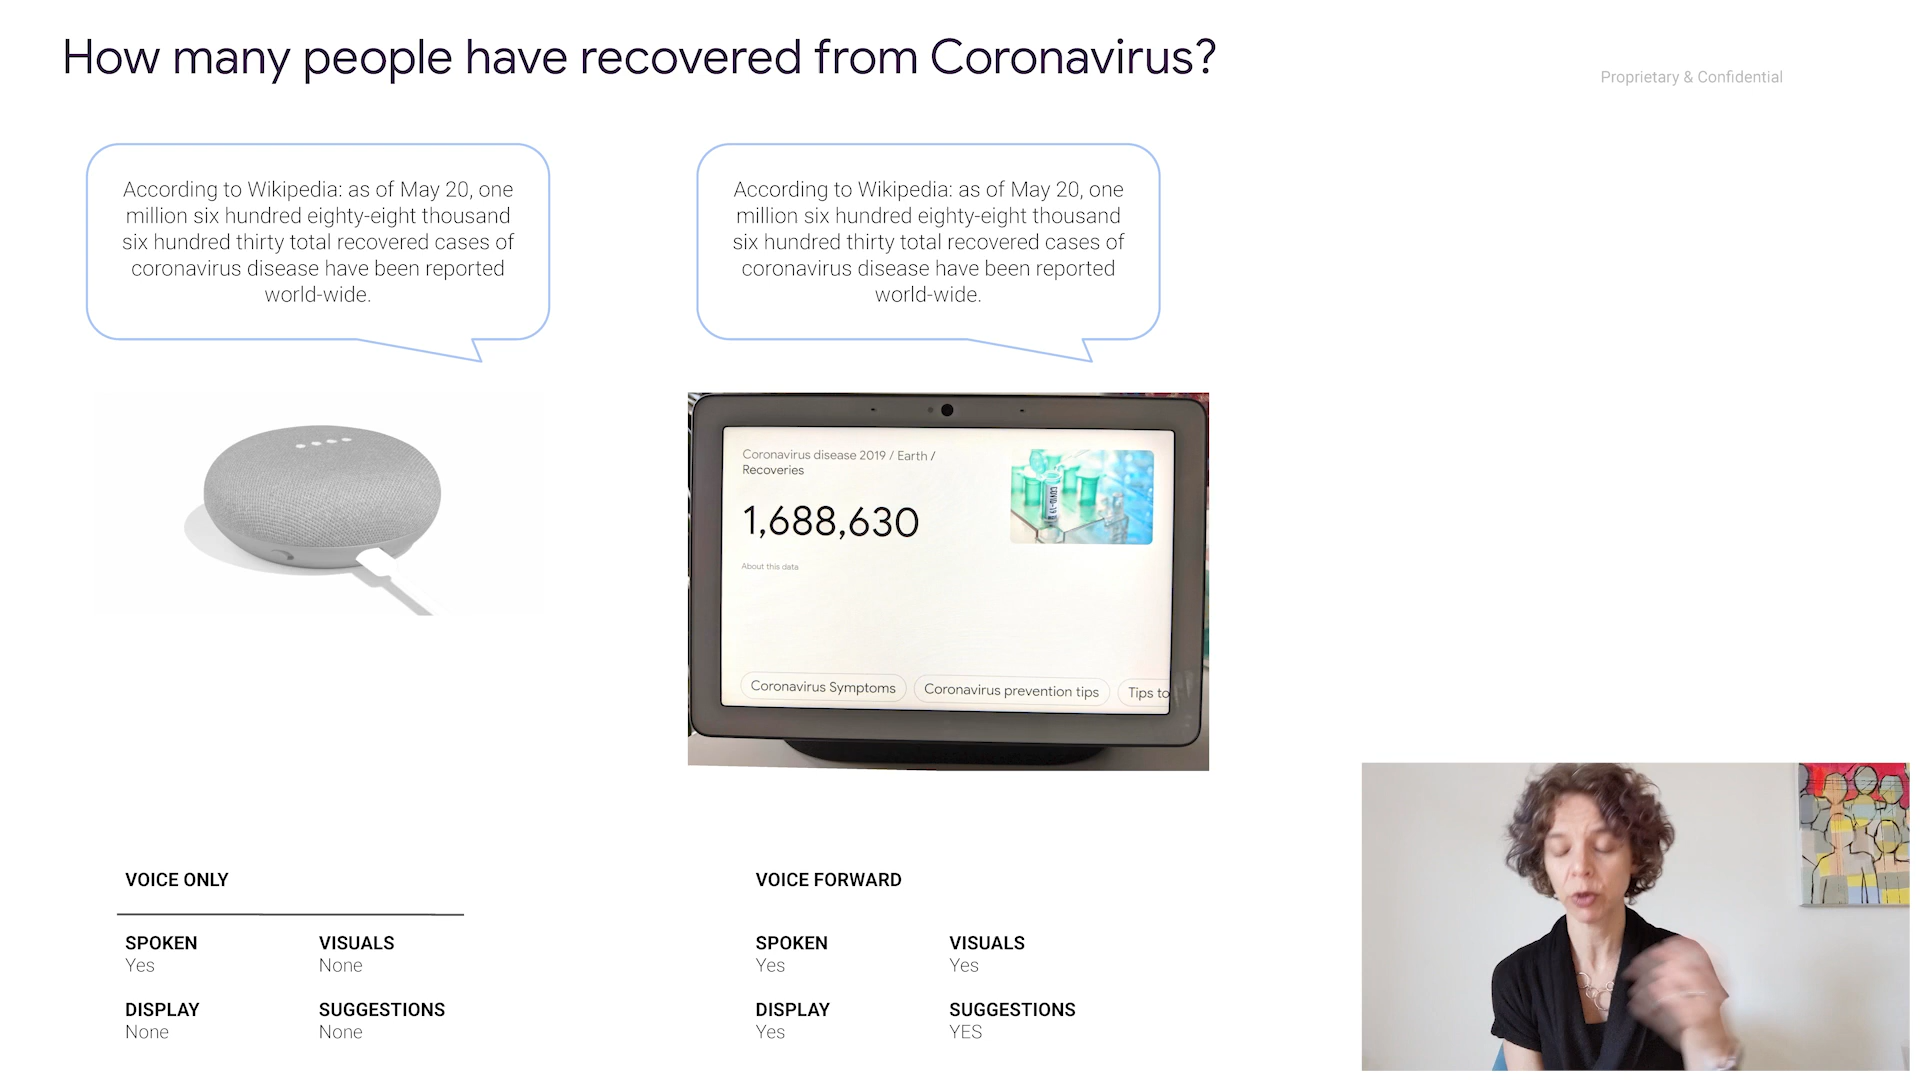 How many people have recovered from Coronavirus?
Proprietary & Confidential
According to Wikipedia: as of May 20, one
million six hundred eighty-eight thousand
six hundred thirty total recovered cases of
coronavirus disease have been reported
world-wide.
According to Wikipedia: as of May 20, one
million six hundred eighty-eight thousand
six hundred thirty total recovered cases of
coronavirus disease have been reported
world-wide.
Coronavirus disease 2019 / Earth /
Recoveries
1,688,630
COVID-19
About this data
Coronavirus Symptoms
Coronavirus prevention tips
Tips to
VOICE ONLY
SPOKEN
Yes
VISUALS
None
DISPLAY
None
SUGGESTIONS
None
VOICE FORWARD
SPOKEN
Yes
VISUALS
Yes
DISPLAY
Yes
SUGGESTIONS
YES